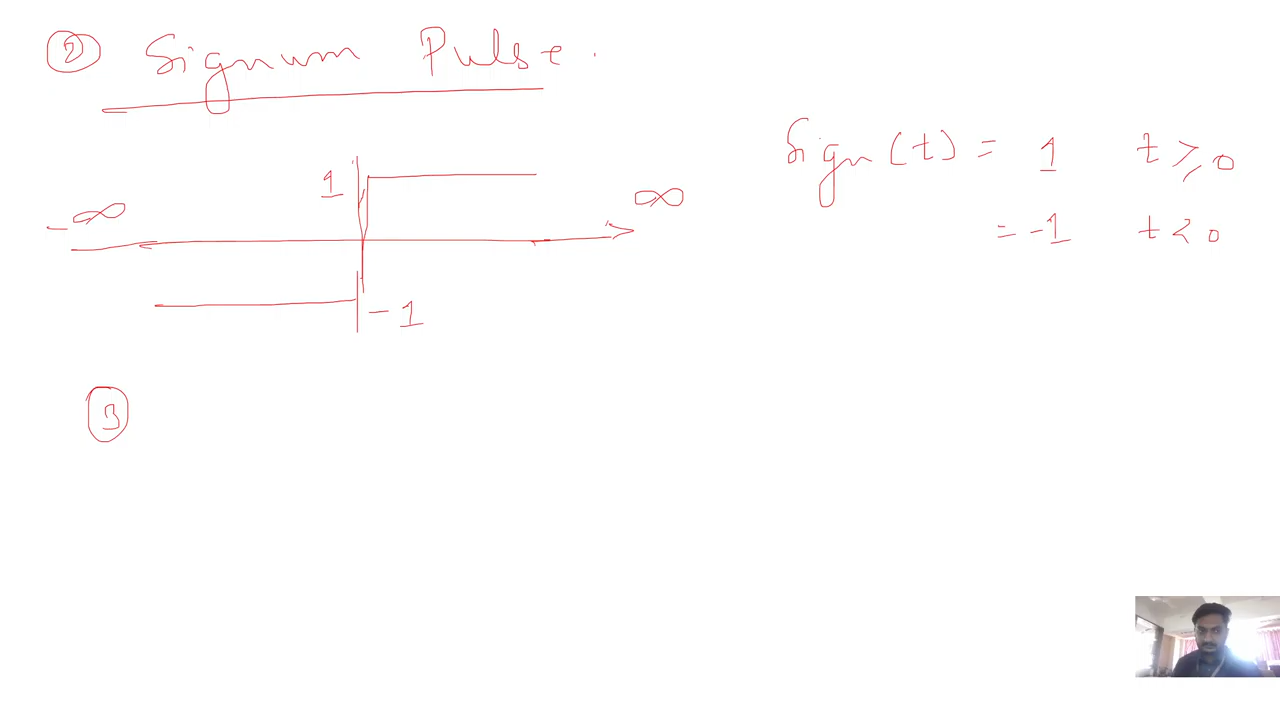 ② Signum Pulse.
Sign(t) = 1 t ≥ 0
= -1 t < 0
1
-∞ ∞
-1
③